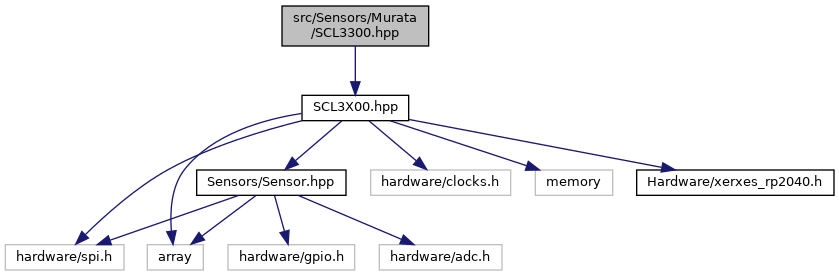 src/Sensors/Murata
/SCL3300.hpp
SCL3X00.hpp
Sensors/Sensor.hpp
hardware/clocks.h
memory
Hardware/xerxes_rp2040.h
hardware/spi.h
array
hardware/gpio.h
hardware/adc.h